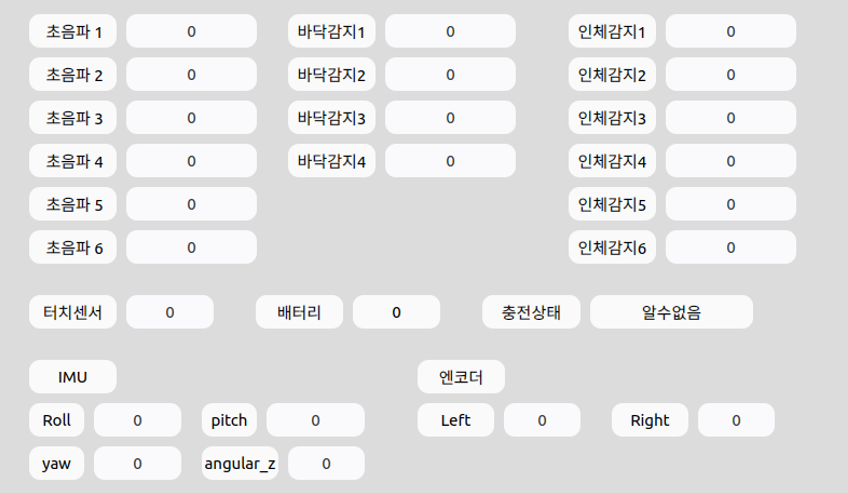 초음파 1 0 바닥감지1 0 인체감지1 0
초음파 2 0 바닥감지2 0 인체감지2 0
초음파 3 0 바닥감지3 0 인체감지3 0
초음파 4 0 바닥감지4 0 인체감지4 0
초음파 5 0 인체감지5 0
초음파 6 0 인체감지6 0
터치센서 0 배터리 0 충전상태 알수없음
IMU 엔코더
Roll 0 pitch 0 Left 0 Right 0
yaw 0 angular_z 0